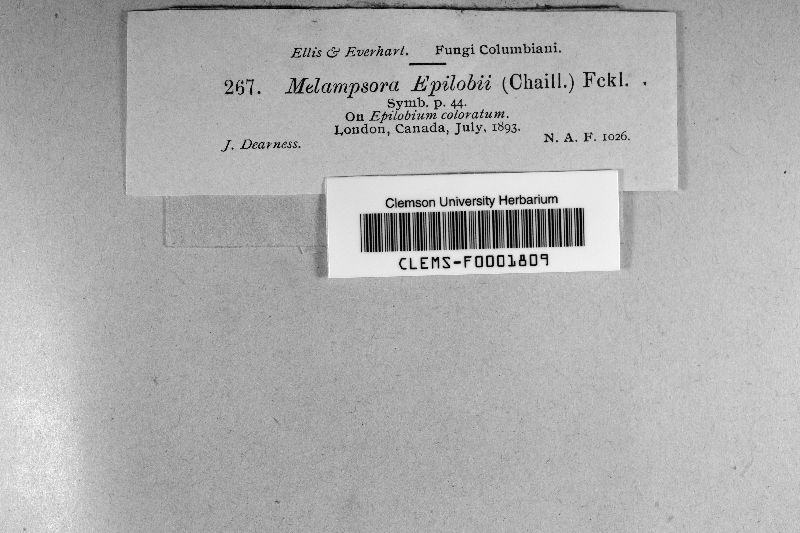 Ellis & Everhart. Fungi Columbiani.
267. Melampsora Epilobii (Chaill.) Fckl.
Symb. p. 44.
On Epilobium coloratum.
London, Canada, July, 1893.
J. Dearness. N. A. F. 1026.
Clemson University Herbarium
CLEMS-F0001809